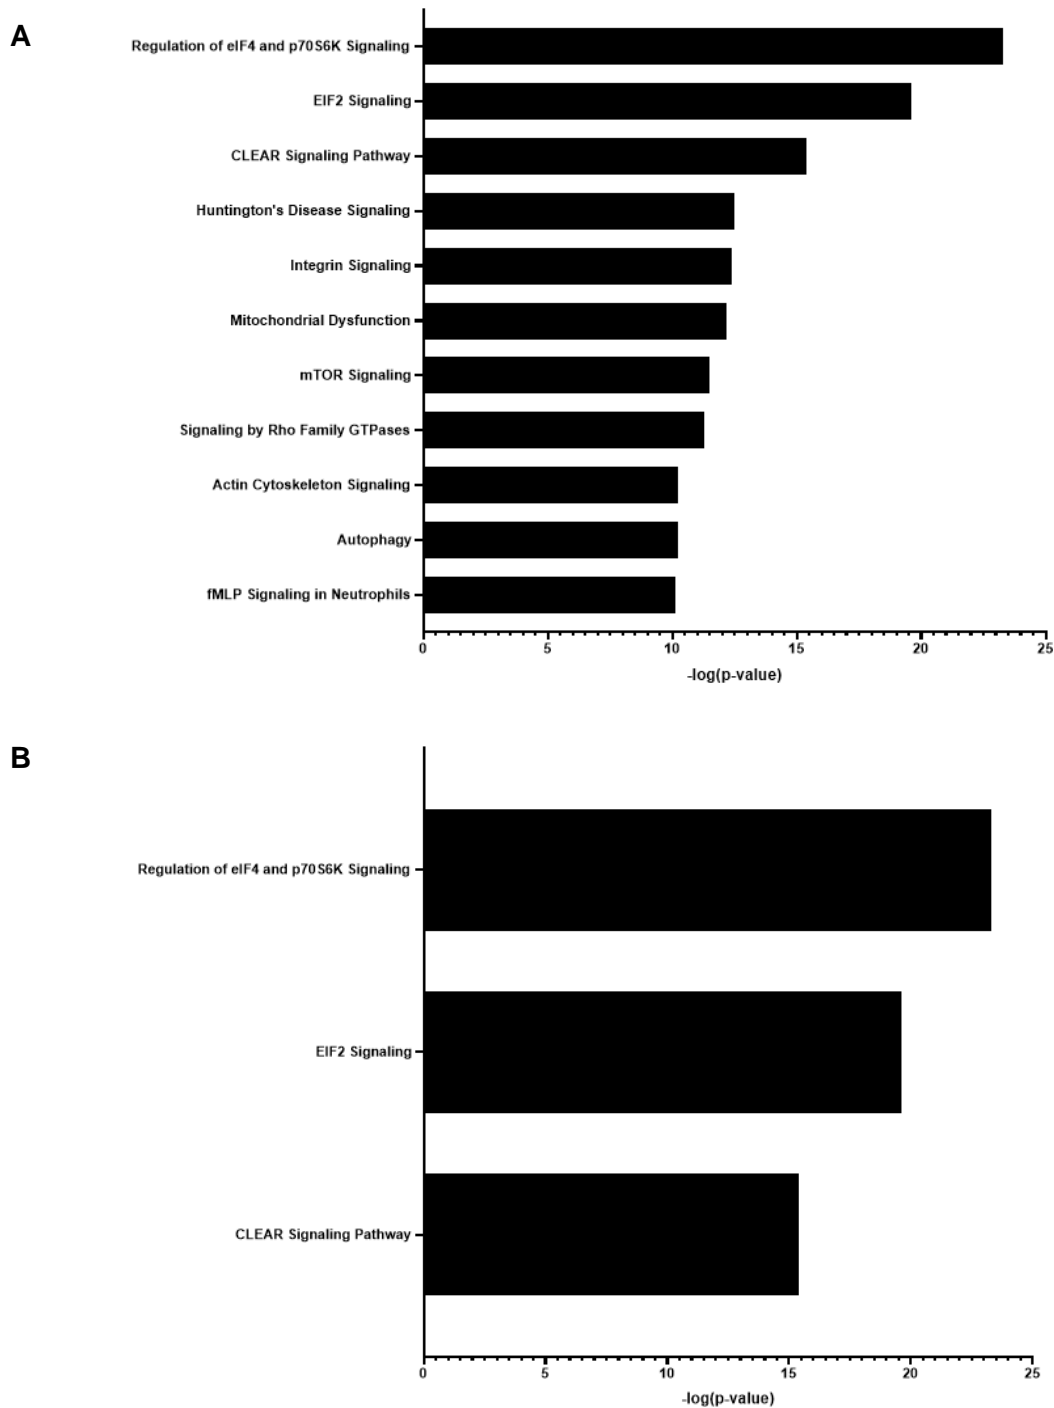 A
Regulation of eIF4 and p70S6K Signaling
EIF2 Signaling
CLEAR Signaling Pathway
Huntington's Disease Signaling
Integrin Signaling
Mitochondrial Dysfunction
mTOR Signaling
Signaling by Rho Family GTPases
Actin Cytoskeleton Signaling
Autophagy
fMLP Signaling in Neutrophils
0 5 10 15 20 25
-log(p-value)
B
Regulation of eIF4 and p70S6K Signaling
EIF2 Signaling
CLEAR Signaling Pathway
0 5 10 15 20 25
-log(p-value)